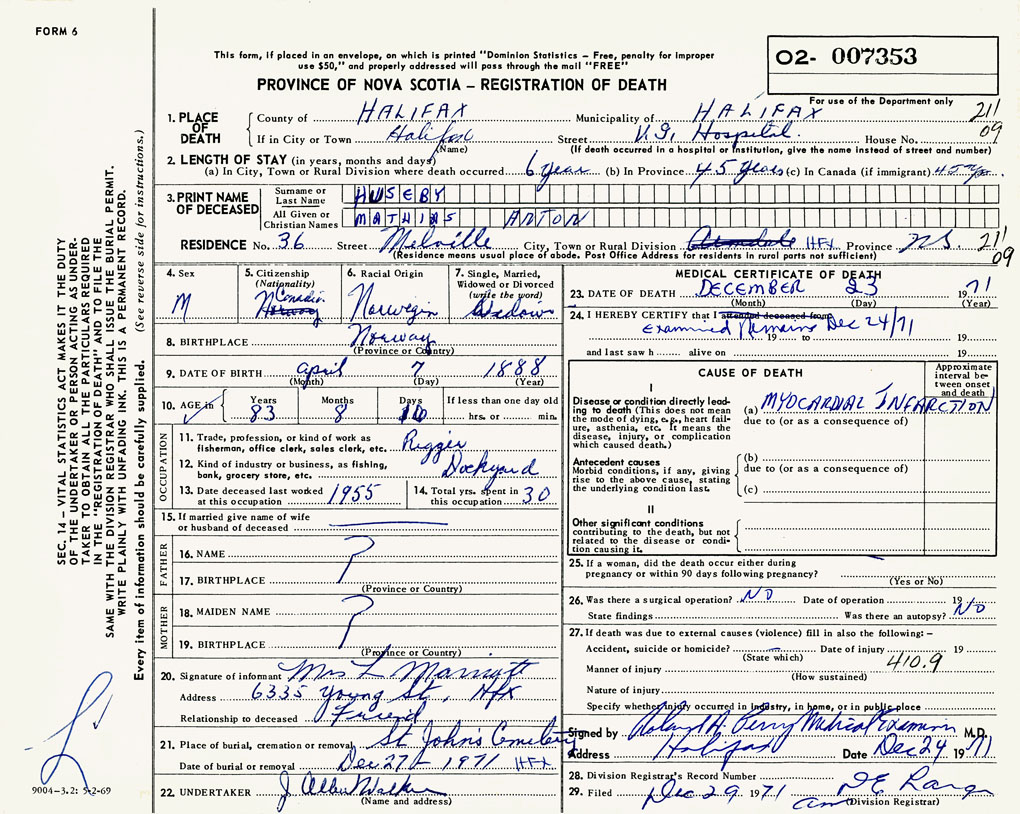 FORM 6
This form, if placed in an envelope, on which is printed "Dominion Statistics – Free, penalty for improper
use $50," and properly addressed will pass through the mail "FREE"
02- 007353
PROVINCE OF NOVA SCOTIA – REGISTRATION OF DEATH
For use of the Department only
1. PLACE OF DEATH
County of HALIFAX Municipality of HALIFAX 211
If in City or Town Halifax Street V.G. Hospital House No. 09
(Name) (If death occurred in a hospital or institution, give the name instead of street and number)
2. LENGTH OF STAY (in years, months and days)
(a) In City, Town or Rural Division where death occurred 6 year (b) In Province 45 years (c) In Canada (if immigrant) 45 yr
3. PRINT NAME OF DECEASED
Surname or Last Name HUSEBY
All Given or Christian Names MATHIAS ANTON
RESIDENCE No. 36 Street Melville City, Town or Rural Division Armdale HFX Province NS. 211
(Residence means usual place of abode. Post Office Address for residents in rural parts not sufficient) 09
4. Sex M
5. Citizenship (Nationality) Canadian Norway
6. Racial Origin Norwegin
7. Single, Married, Widowed or Divorced (write the word) Widow
8. BIRTHPLACE Norway
(Province or Country)
9. DATE OF BIRTH April 7 1888
(Month) (Day) (Year)
10. AGE in Years 83 Months 8 Days 16 If less than one day old
hrs. or min.
OCCUPATION
11. Trade, profession, or kind of work as fisherman, office clerk, sales clerk, etc. Rigger
12. Kind of industry or business, as fishing, bank, grocery store, etc. Dockyard
13. Date deceased last worked at this occupation 1955
14. Total yrs. spent in this occupation 30
15. If married give name of wife or husband of deceased
FATHER
16. NAME ?
17. BIRTHPLACE
(Province or Country)
MOTHER
18. MAIDEN NAME ?
19. BIRTHPLACE
(Province or Country)
20. Signature of informant Mrs L Marriott
Address 6335 Young St, Hfx
Relationship to deceased Friend
21. Place of burial, cremation or removal St John's Cemetery
Date of burial or removal Dec 27 – 1971 HFX
22. UNDERTAKER J Allen Walker
(Name and address)
MEDICAL CERTIFICATE OF DEATH
23. DATE OF DEATH DECEMBER 23 1971
(Month) (Day) (Year)
24. I HEREBY CERTIFY that I attended deceased from
Examined Remains Dec 24/71
19 to 19
and last saw h alive on 19
CAUSE OF DEATH
Approximate interval between onset and death
I
Disease or condition directly leading to death (This does not mean the mode of dying, e.g., heart failure, asthenia, etc. It means the disease, injury, or complication which caused death.)
(a) MYOCARDIAL INFARCTION
due to (or as a consequence of)
Antecedent causes
Morbid conditions, if any, giving rise to the above cause, stating the underlying condition last.
(b)
due to (or as a consequence of)
(c)
II
Other significant conditions
contributing to the death, but not related to the disease or condition causing it.
25. If a woman, did the death occur either during
pregnancy or within 90 days following pregnancy?
(Yes or No)
26. Was there a surgical operation? NO Date of operation 19
State findings Was there an autopsy? NO
27. If death was due to external causes (violence) fill in also the following: –
Accident, suicide or homicide? Date of injury 19
(State which) 410.9
Manner of injury
(How sustained)
Nature of injury
Specify whether injury occurred in industry, in home, or in public place
Signed by Roland A. Perry Medical Examiner M.D.
Address Halifax Date Dec 24 1971
28. Division Registrar's Record Number
29. Filed Dec 29 1971
(Division Registrar)
SEC. 14 – VITAL STATISTICS ACT MAKES IT THE DUTY
OF THE UNDERTAKER OR PERSON ACTING AS UNDER-
TAKER TO OBTAIN ALL THE PARTICULARS REQUIRED
IN THE "REGISTRATION OF DEATH" AND TO FILE THE
SAME WITH THE DIVISION REGISTRAR WHO SHALL ISSUE THE BURIAL PERMIT.
WRITE PLAINLY WITH UNFADING INK. THIS IS A PERMANENT RECORD.
Every item of information should be carefully supplied. (See reverse side for instructions.)
9004-3.2: 5-2-69